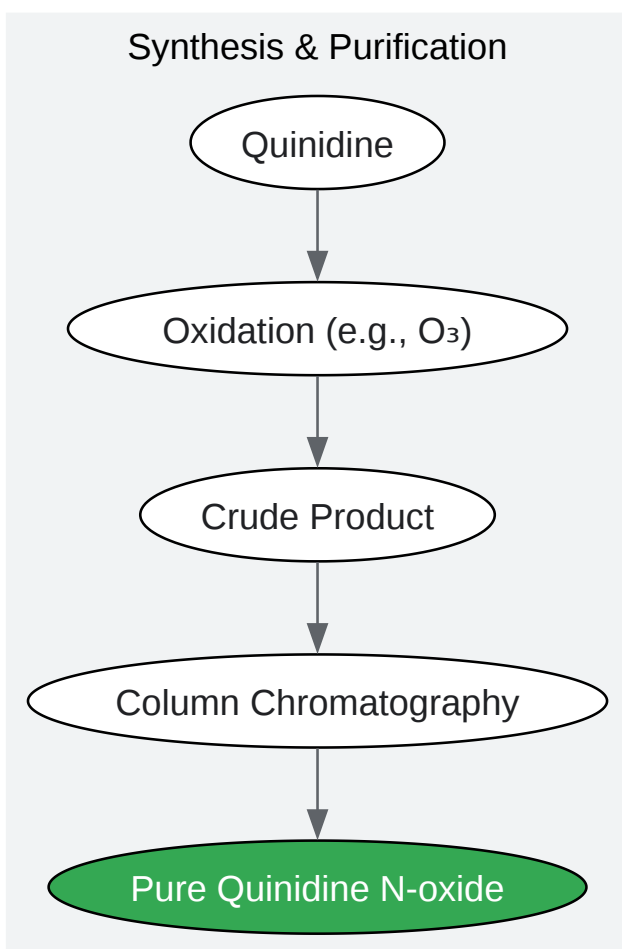 Synthesis & Purification
Quinidine
Oxidation (e.g., O₃)
Crude Product
Column Chromatography
Pure Quinidine N-oxide